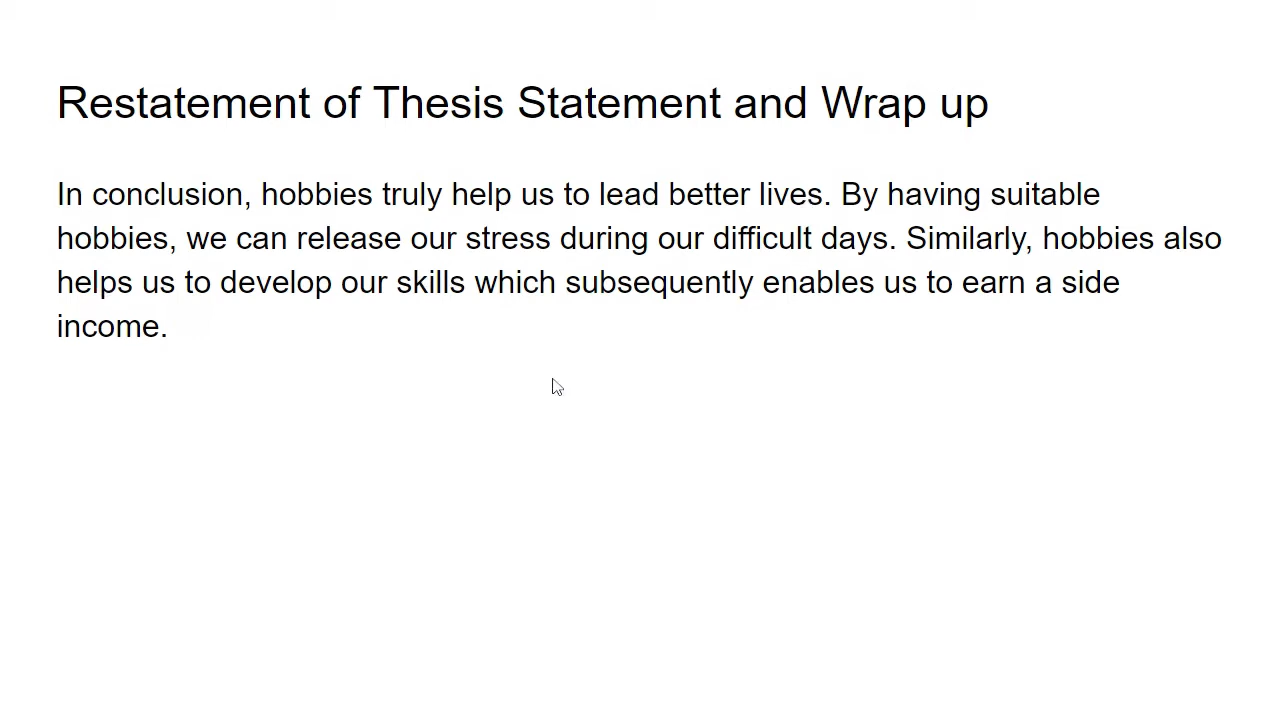 Restatement of Thesis Statement and Wrap up
In conclusion, hobbies truly help us to lead better lives. By having suitable
hobbies, we can release our stress during our difficult days. Similarly, hobbies also
helps us to develop our skills which subsequently enables us to earn a side
income.